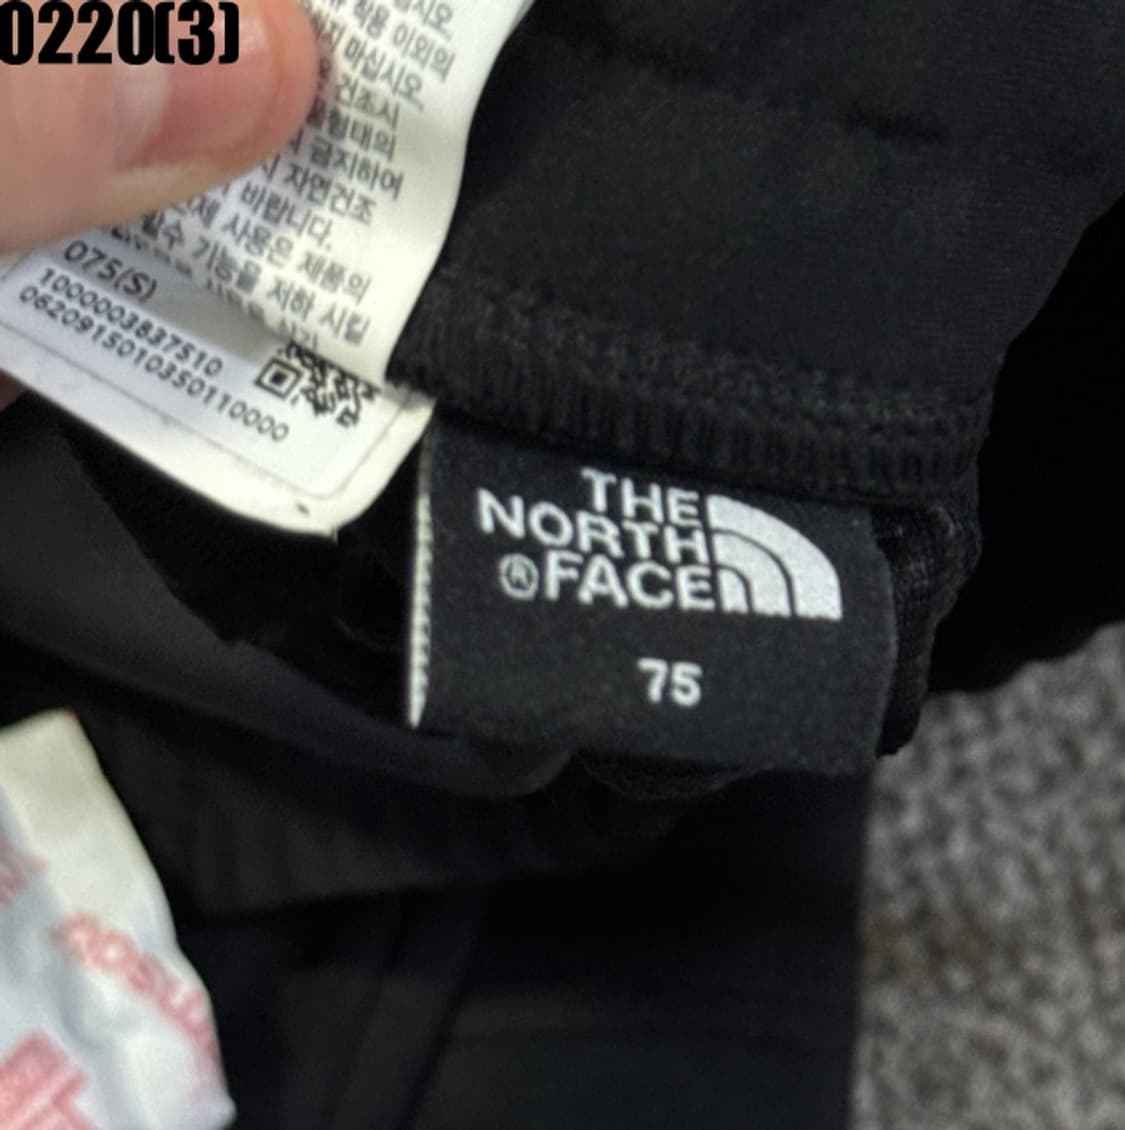 0220(3)
착용 이외의
마십시오.
건조시
형태의
금지하여
자연건조
바랍니다.
사용은 제품의
기능을 저하 시킬
075(S)
1000003837510
0620915010350110000
THE
NORTH
®FACE
75